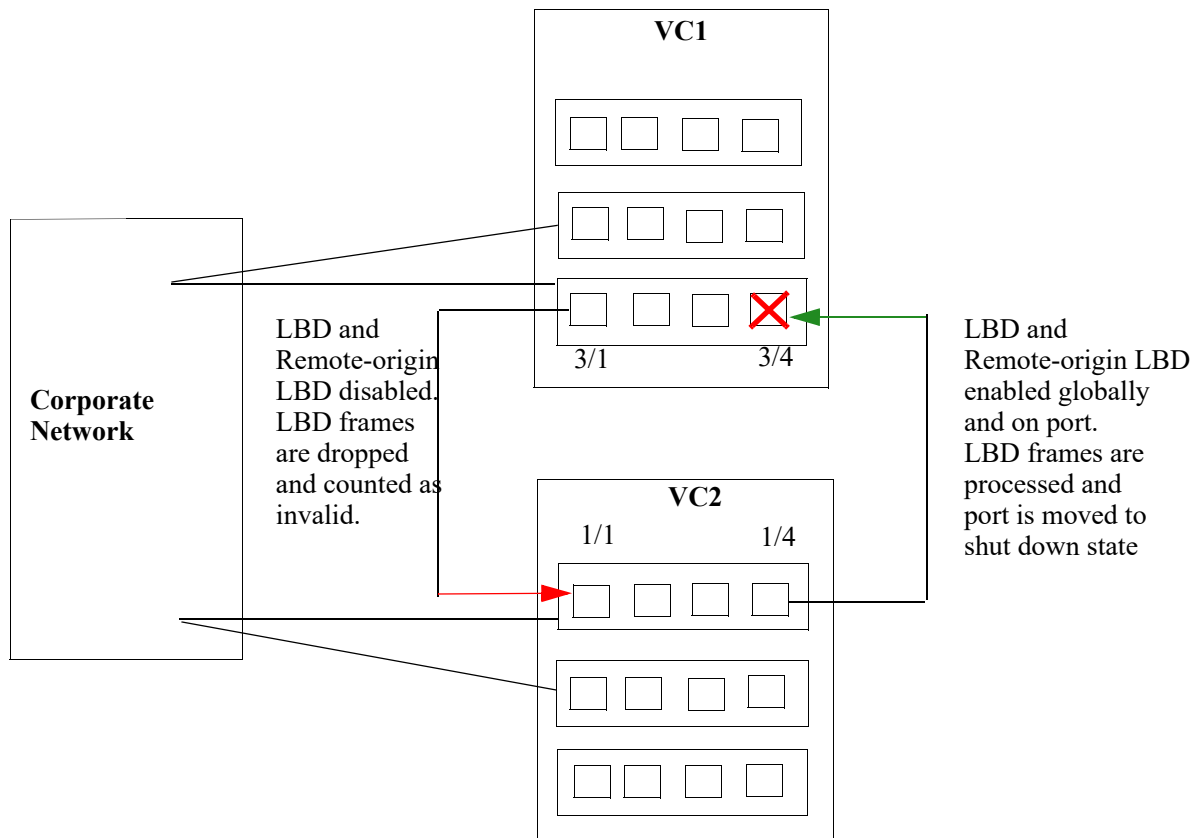 VC1
3/1
3/4
LBD and
Remote-origin
LBD disabled.
LBD frames
are dropped
and counted as
invalid.
Corporate
Network
LBD and
Remote-origin LBD
enabled globally
and on port.
LBD frames are
processed and
port is moved to
shut down state
VC2
1/1
1/4